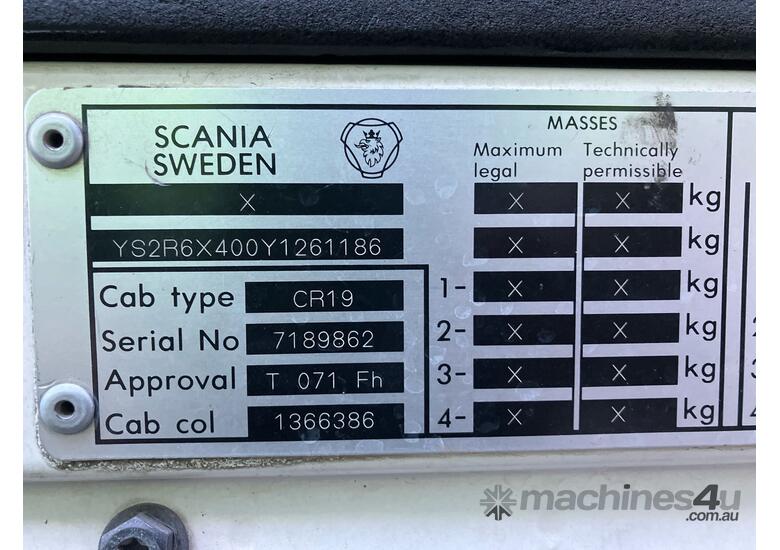 SCANIA
SWEDEN
X
YS2R6X400Y1261186
Cab type CR19
Serial No 7189862
Approval T 071 Fh
Cab col 1366386
MASSES
Maximum legal Technically permissible
X X kg
X X kg
1- X X kg
2- X X kg
3- X X kg
4- X X kg
machines4u
.com.au